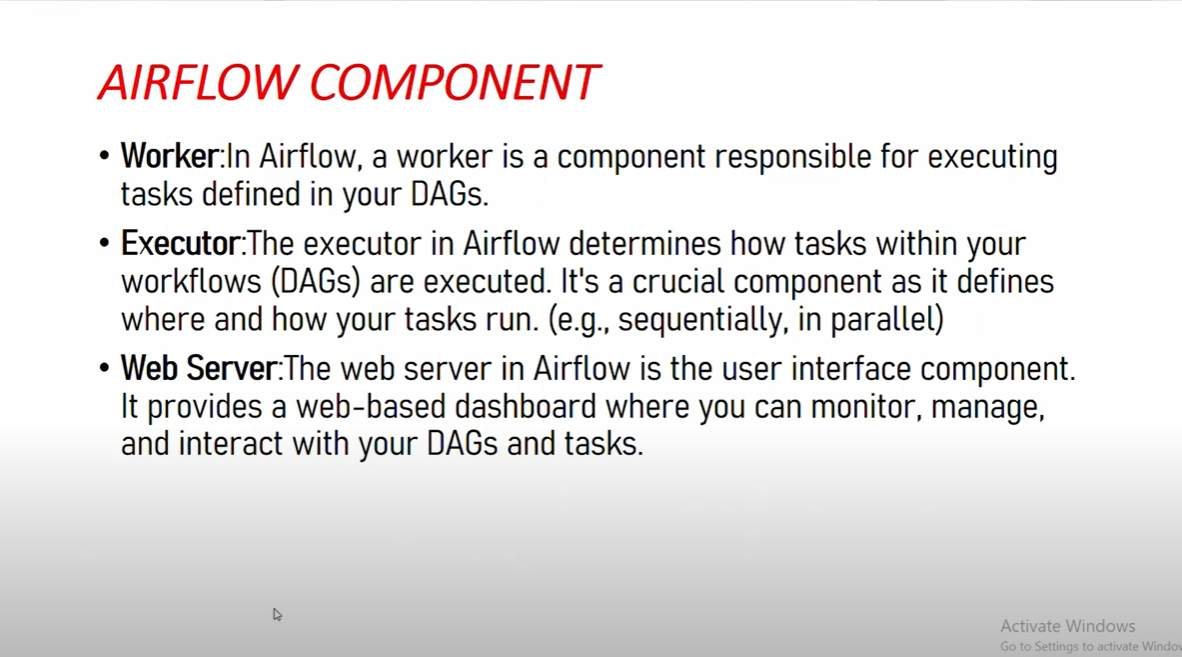 AIRFLOW COMPONENT
• Worker:In Airflow, a worker is a component responsible for executing
tasks defined in your DAGs.
• Executor:The executor in Airflow determines how tasks within your
workflows (DAGs) are executed. It's a crucial component as it defines
where and how your tasks run. (e.g., sequentially, in parallel)
• Web Server:The web server in Airflow is the user interface component.
It provides a web-based dashboard where you can monitor, manage,
and interact with your DAGs and tasks.
Activate Windows
Go to Settings to activate Window